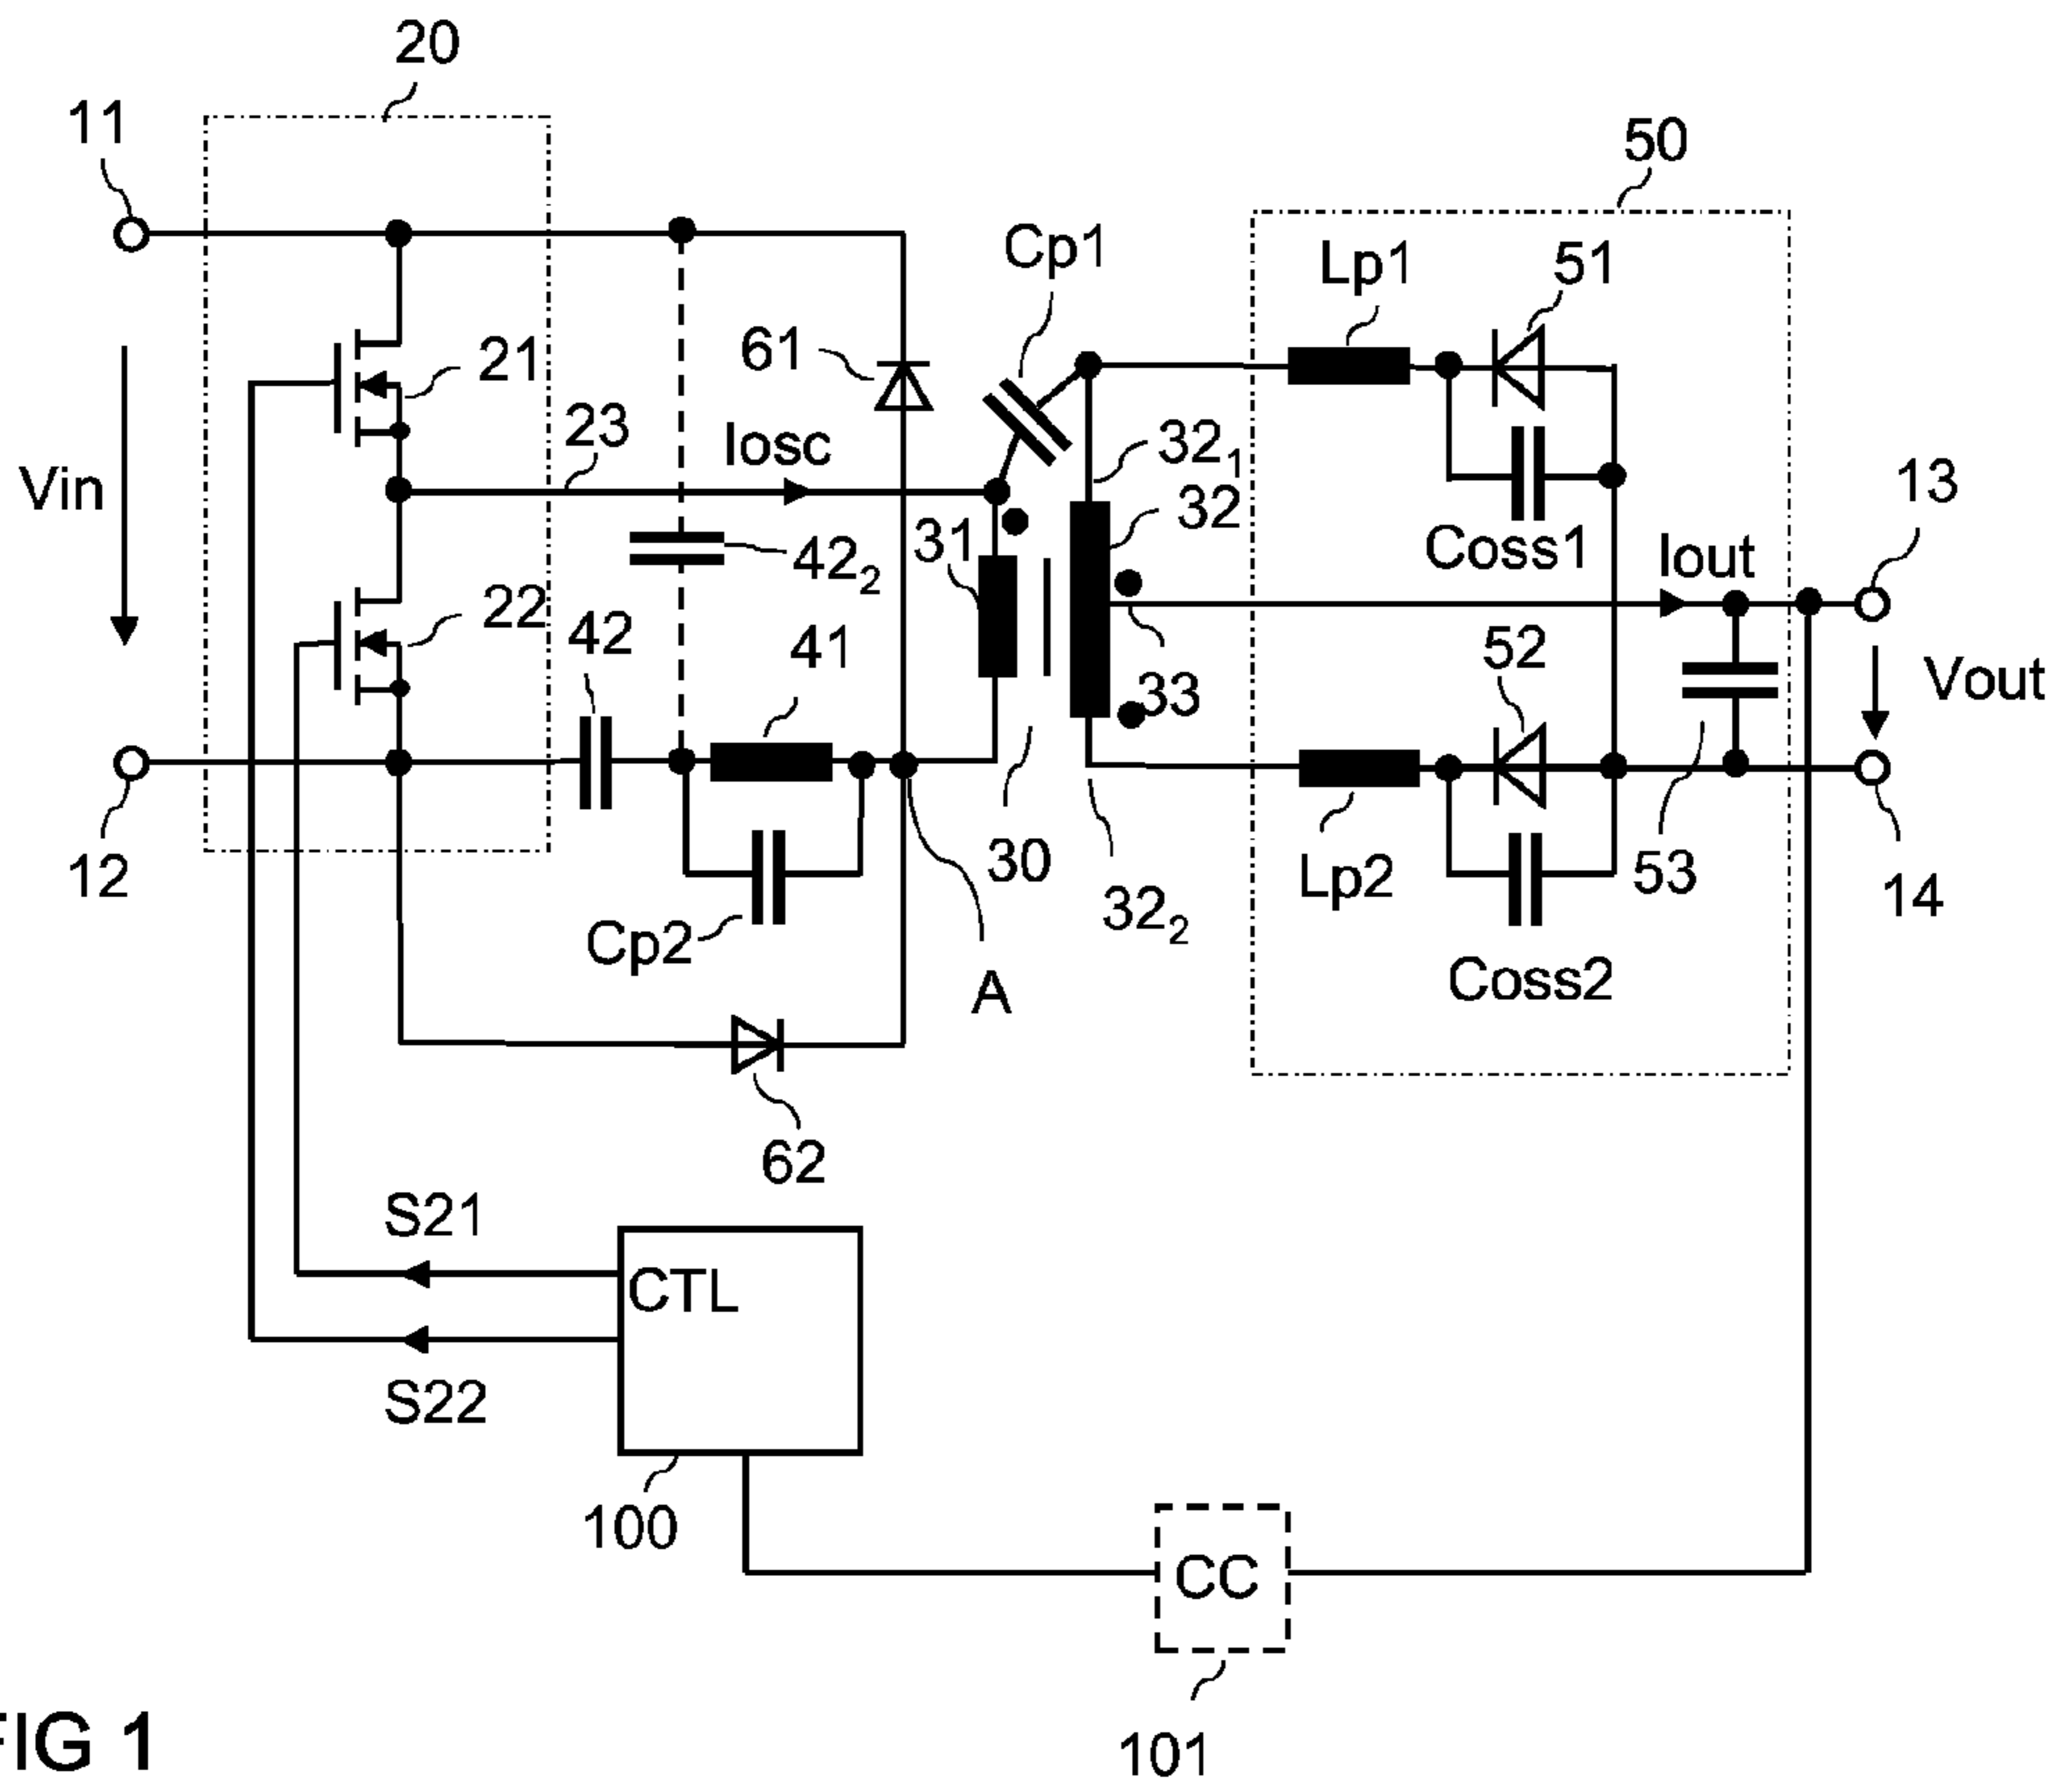 20
11
50
Cp1
Lp1
51
61
21
23
Iosc
32₁
32
13
Vin
42₂
31
Coss1
Iout
22
42
41
33
52
Vout
12
30
Lp2
53
14
Cp2
32₂
A
Coss2
62
S21
CTL
S22
100
CC
101
FIG 1